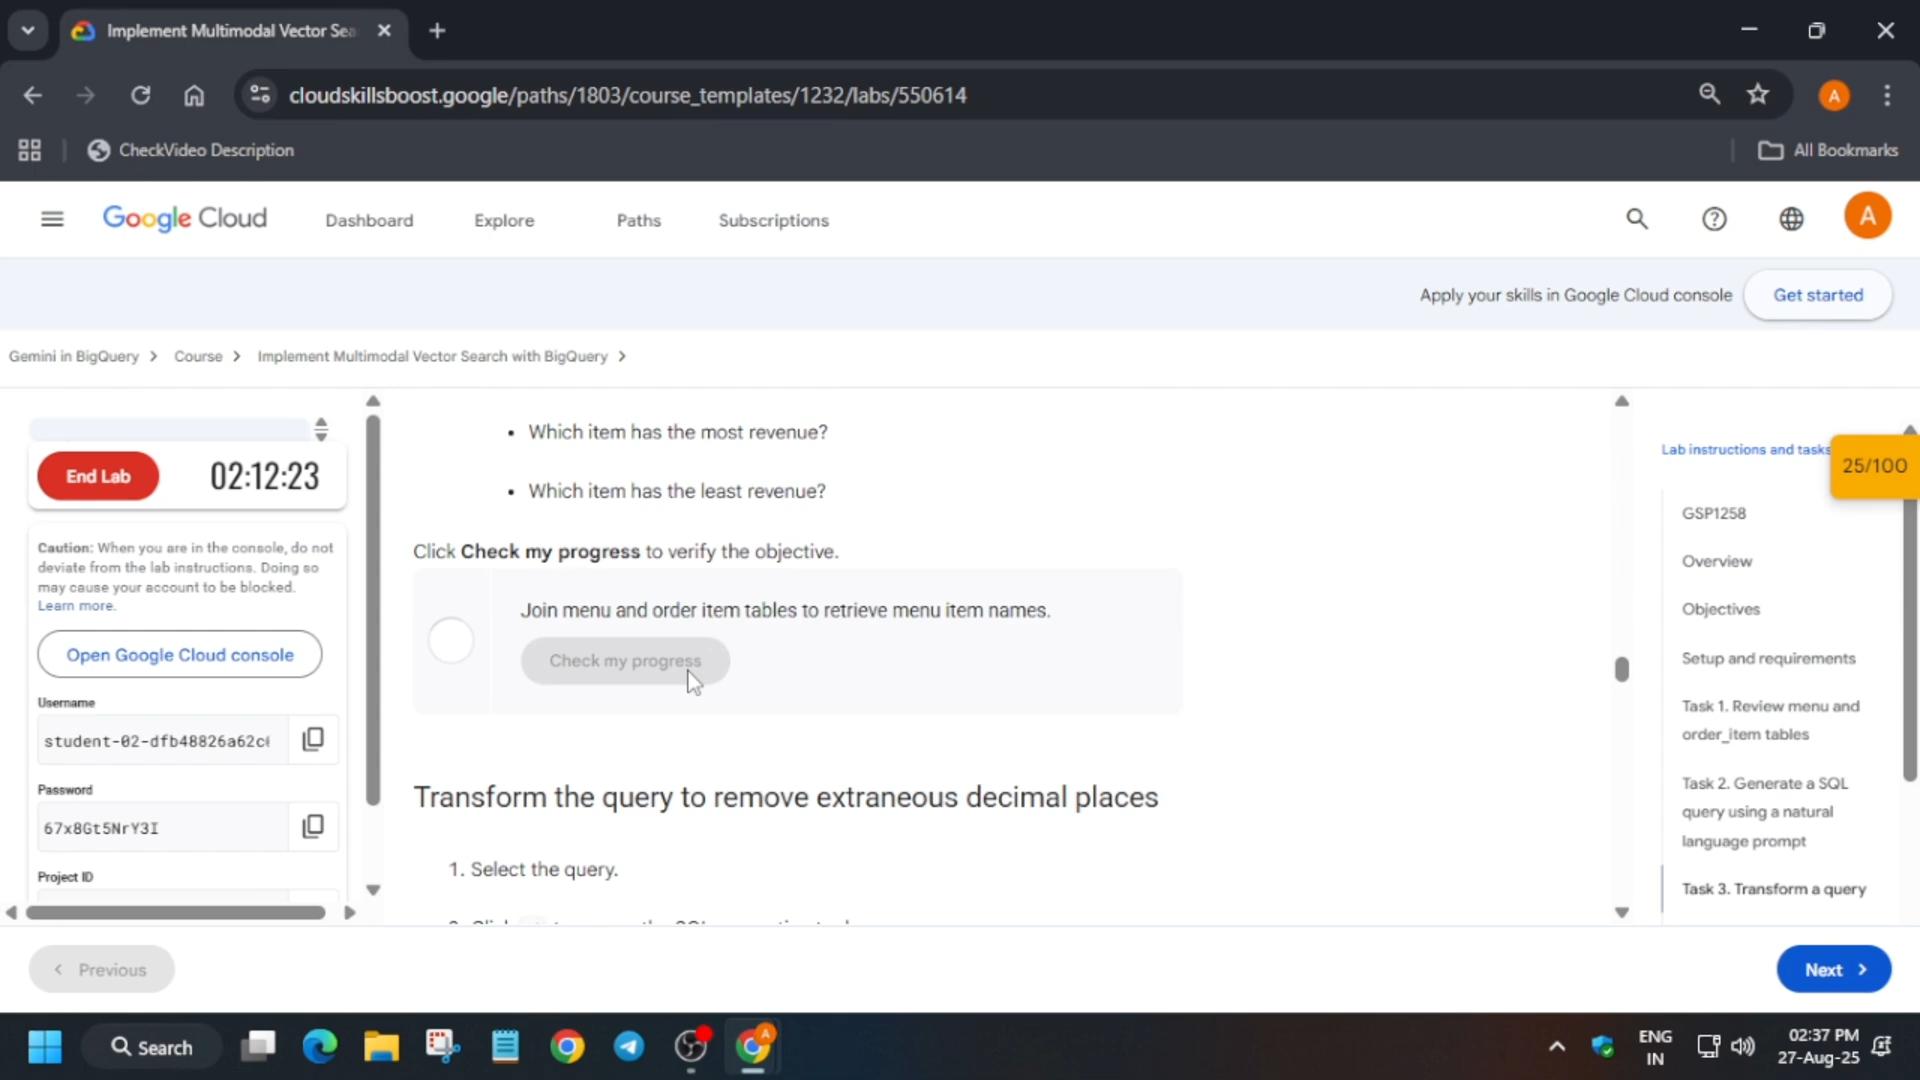 Implement Multimodal Vector Sea
cloudskillsboost.google/paths/1803/course_templates/1232/labs/550614
A
CheckVideo Description
All Bookmarks
Google Cloud
Dashboard
Explore
Paths
Subscriptions
A
Apply your skills in Google Cloud console
Get started
Gemini in BigQuery > Course > Implement Multimodal Vector Search with BigQuery >
End Lab
02:12:23
Caution: When you are in the console, do not
deviate from the lab instructions. Doing so
may cause your account to be blocked.
Learn more.
Open Google Cloud console
Username
student-02-dfb48826a62c
Password
67x8Gt5NrY3I
Project ID
• Which item has the most revenue?
• Which item has the least revenue?
Click Check my progress to verify the objective.
Join menu and order item tables to retrieve menu item names.
Check my progress
Transform the query to remove extraneous decimal places
1. Select the query.
Lab instructions and tasks
25/100
GSP1258
Overview
Objectives
Setup and requirements
Task 1. Review menu and
order_item tables
Task 2. Generate a SQL
query using a natural
language prompt
Task 3. Transform a query
< Previous
Next >
Search
A
ENG
IN
02:37 PM
27-Aug-25